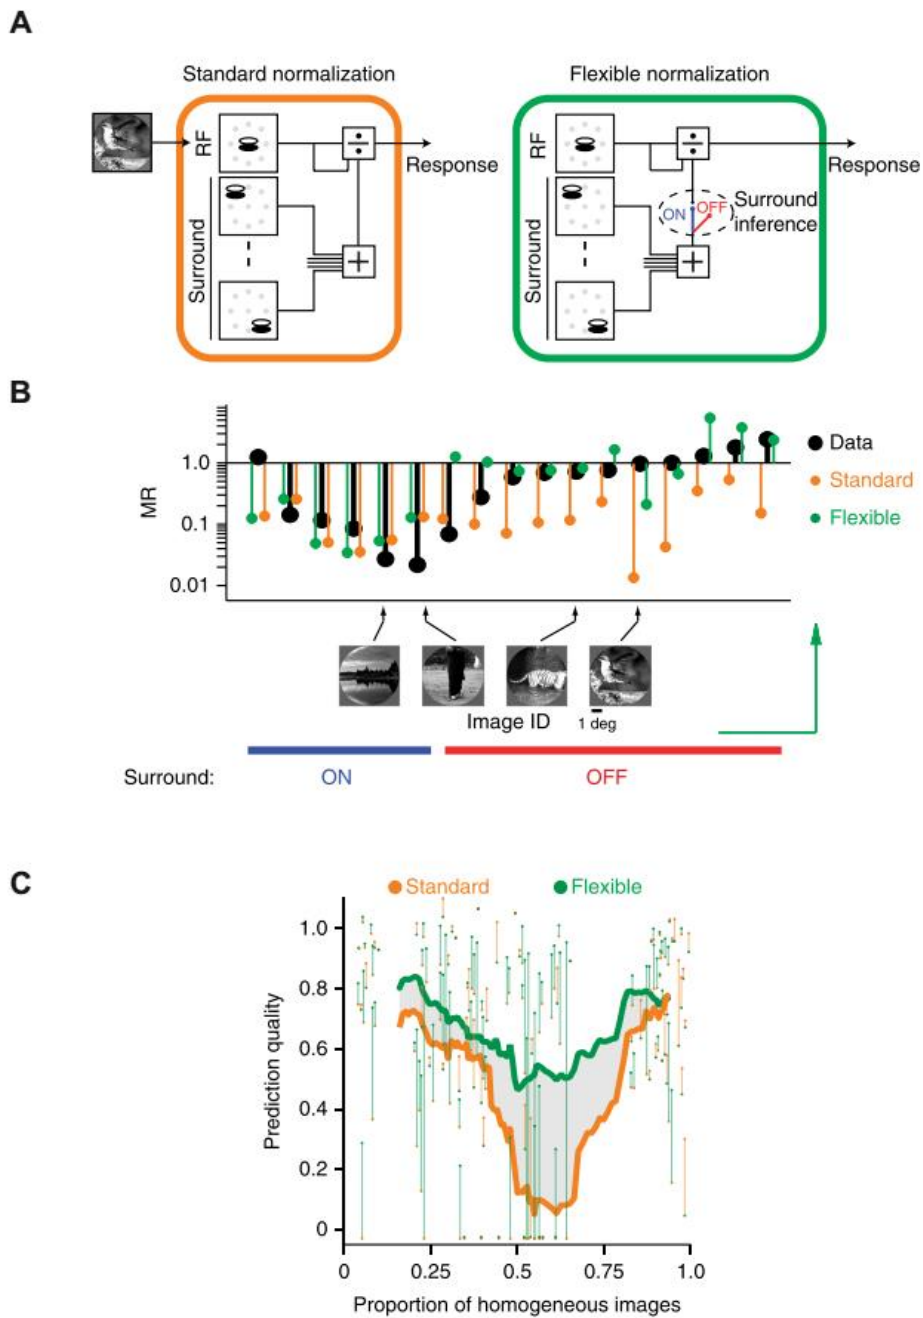 A
Standard normalization
Flexible normalization
RF
÷
Response
Surround
+
RF
÷
Response
ON
OFF
Surround
inference
Surround
+
B
MR
1.0
0.1
0.01
Data
Standard
Flexible
Image ID
1 deg
Surround:
ON
OFF
C
Standard
Flexible
Prediction quality
1.0
0.8
0.6
0.4
0.2
0
0
0.25
0.5
0.75
1.0
Proportion of homogeneous images